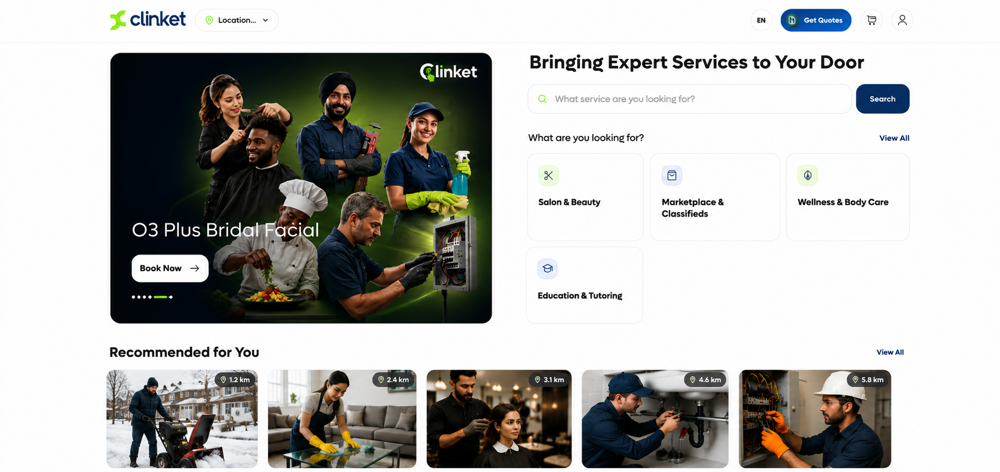 clinket
Location...
EN
Get Quotes
Clinket
O3 Plus Bridal Facial
Book Now
Bringing Expert Services to Your Door
What service are you looking for?
Search
What are you looking for?
View All
Salon & Beauty
Marketplace &
Classifieds
Wellness & Body Care
Education & Tutoring
Recommended for You
View All
1.2 km
2.4 km
3.1 km
4.6 km
5.8 km